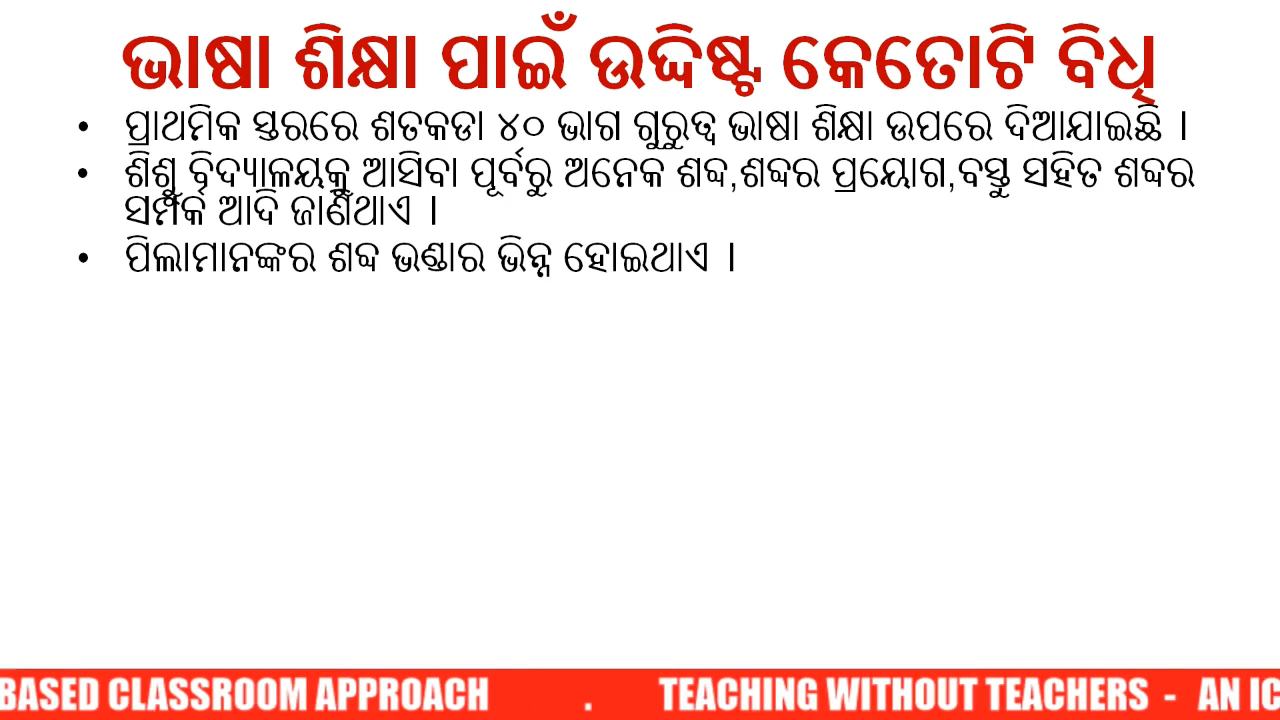 ଭାଷା ଶିକ୍ଷା ପାଇଁ ଉଦ୍ଦିଷ୍ଟ କେତୋଟି ବିଧି
• ପ୍ରାଥମିକ ସ୍ତରରେ ଶତକଡା ୪୦ ଭାଗ ଗୁରୁତ୍ୱ ଭାଷା ଶିକ୍ଷା ଉପରେ ଦିଆଯାଇଛି ।
• ଶିଶୁ ବିଦ୍ୟାଳୟକୁ ଆସିବା ପୂର୍ବରୁ ଅନେକ ଶବ୍ଦ,ଶବ୍ଦର ପ୍ରୟୋଗ,ବସ୍ତୁ ସହିତ ଶବ୍ଦର
ସମ୍ପର୍କ ଆଦି ଜାଣିଥାଏ ।
• ପିଲାମାନଙ୍କର ଶବ୍ଦ ଭଣ୍ଡାର ଭିନ୍ନ ହୋଇଥାଏ ।
BASED CLASSROOM APPROACH . TEACHING WITHOUT TEACHERS - AN IC